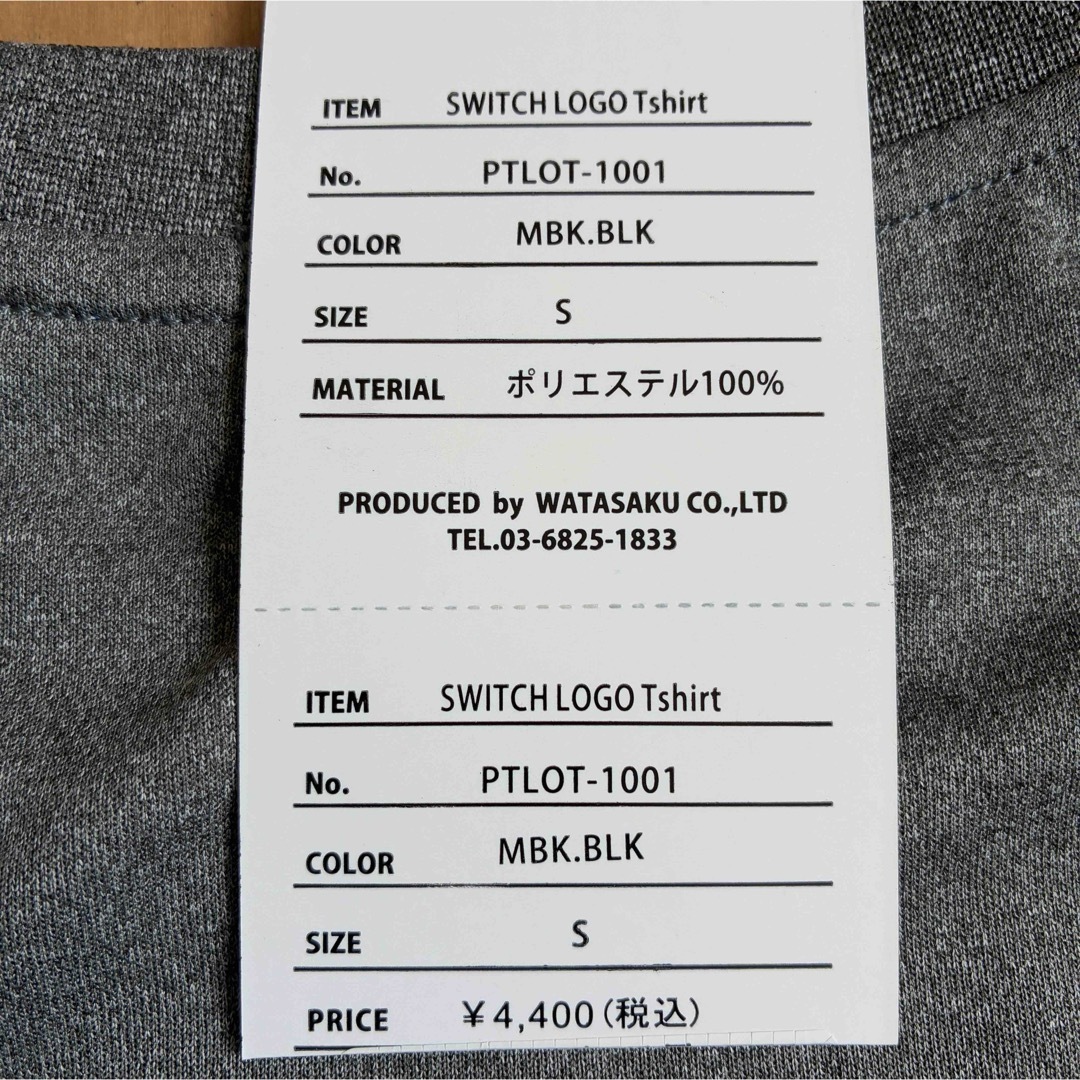 ITEM SWITCH LOGO Tshirt
No. PTLOT-1001
COLOR MBK.BLK
SIZE S
MATERIAL ポリエステル100%
PRODUCED by WATASAKU CO.,LTD
TEL.03-6825-1833
ITEM SWITCH LOGO Tshirt
No. PTLOT-1001
COLOR MBK.BLK
SIZE S
PRICE ¥4,400(税込)